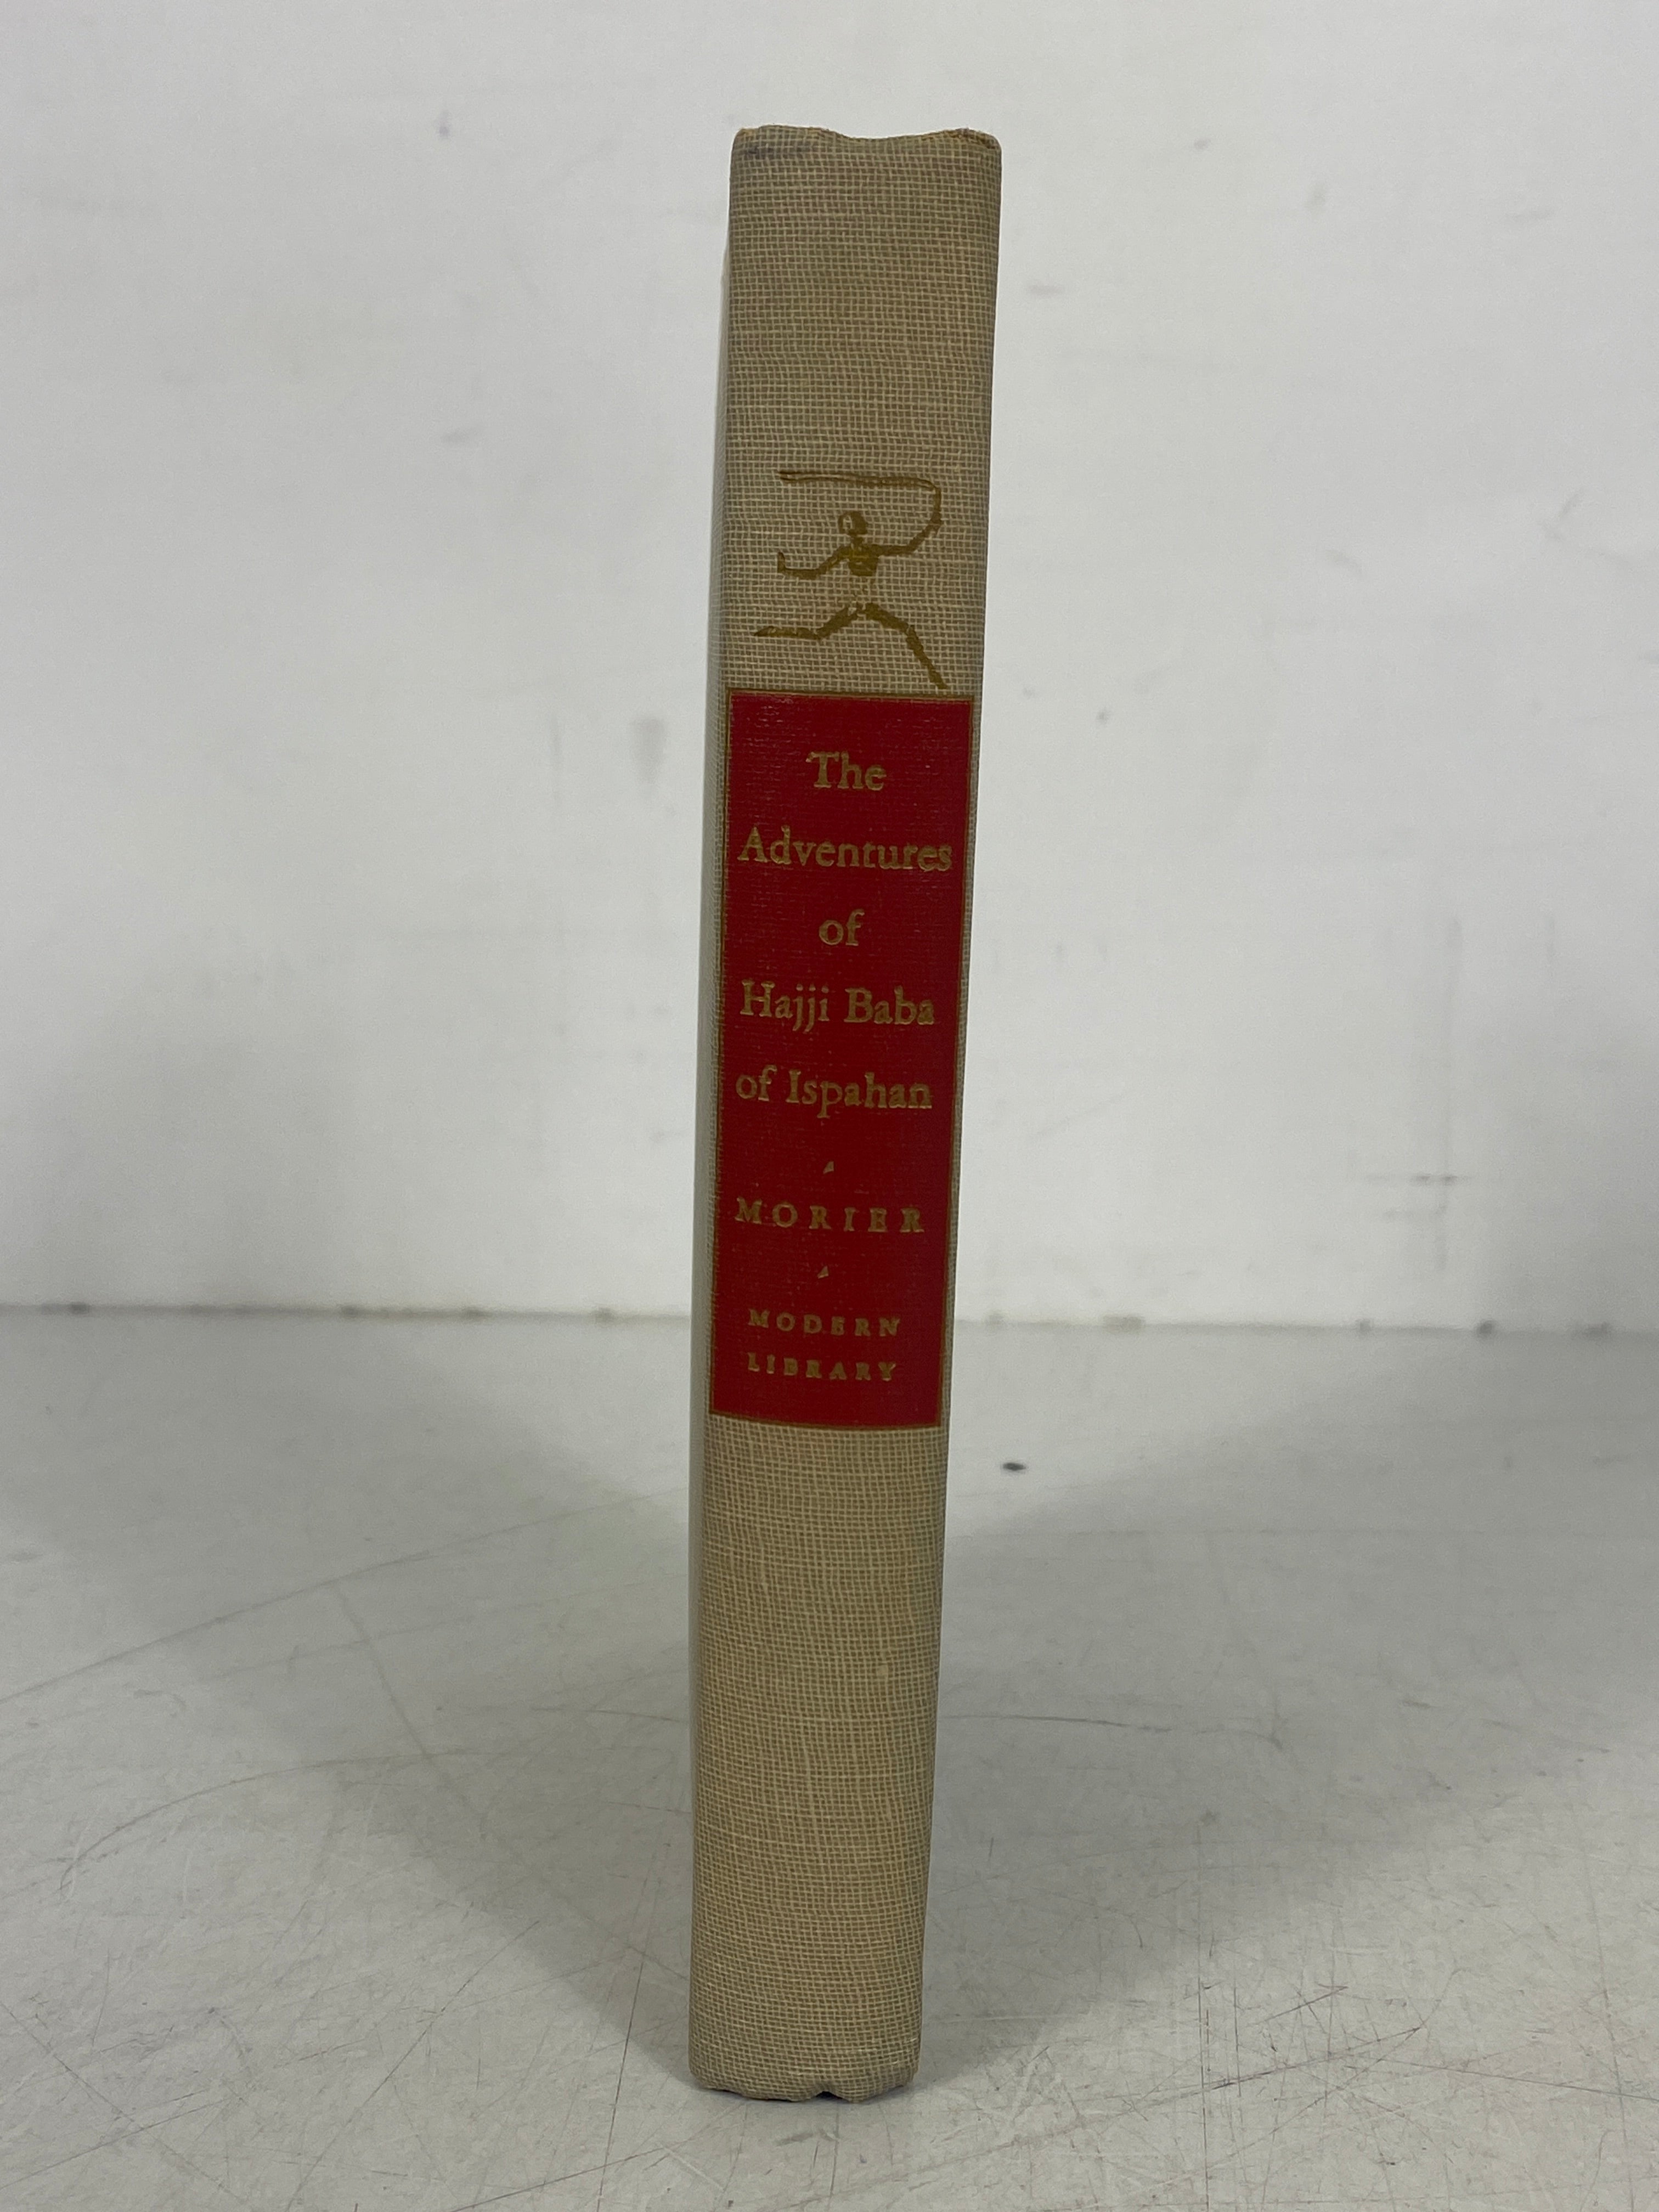 The
Adventures
of
Hajji Baba
of Ispahan
MORIER
MODERN
LIBRARY